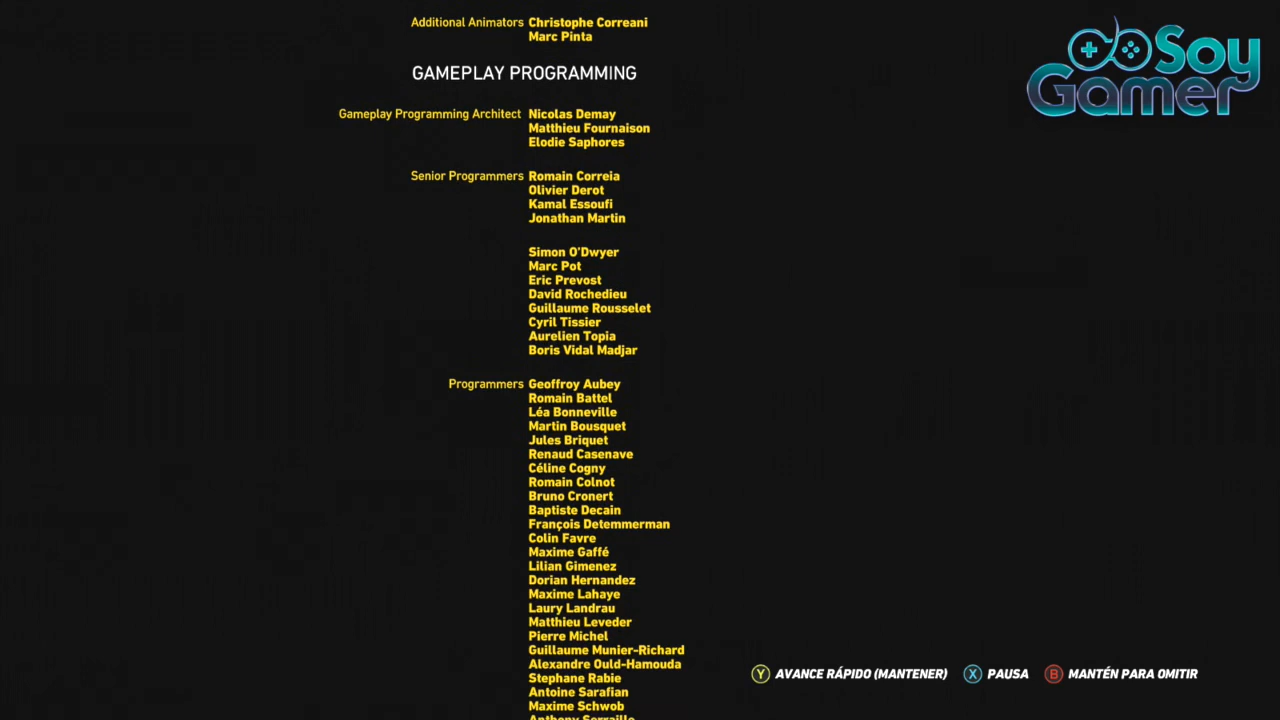 Additional Animators Christophe Correani
Marc Pinta
GAMEPLAY PROGRAMMING
Gameplay Programming Architect Nicolas Demay
Matthieu Fournaison
Elodie Saphores
Senior Programmers Romain Correia
Olivier Derot
Kamal Essoufi
Jonathan Martin
Simon O'Dwyer
Marc Pot
Eric Prevost
David Rochedieu
Guillaume Rousselet
Cyril Tissier
Aurelien Topia
Boris Vidal Madjar
Programmers Geoffroy Aubey
Romain Battel
Léa Bonneville
Martin Bousquet
Jules Briquet
Renaud Casenave
Céline Cogny
Romain Colnot
Bruno Cronert
Baptiste Decain
François Detemmerman
Colin Favre
Maxime Gaffé
Lilian Gimenez
Dorian Hernandez
Maxime Lahaye
Laury Landrau
Matthieu Leveder
Pierre Michel
Guillaume Munier-Richard
Alexandre Ould-Hamouda
Stephane Rabie
Antoine Sarafian
Maxime Schwob
Anthony Serraille
Soy
Gamer
Y AVANCE RÁPIDO (MANTENER) X PAUSA B MANTÉN PARA OMITIR